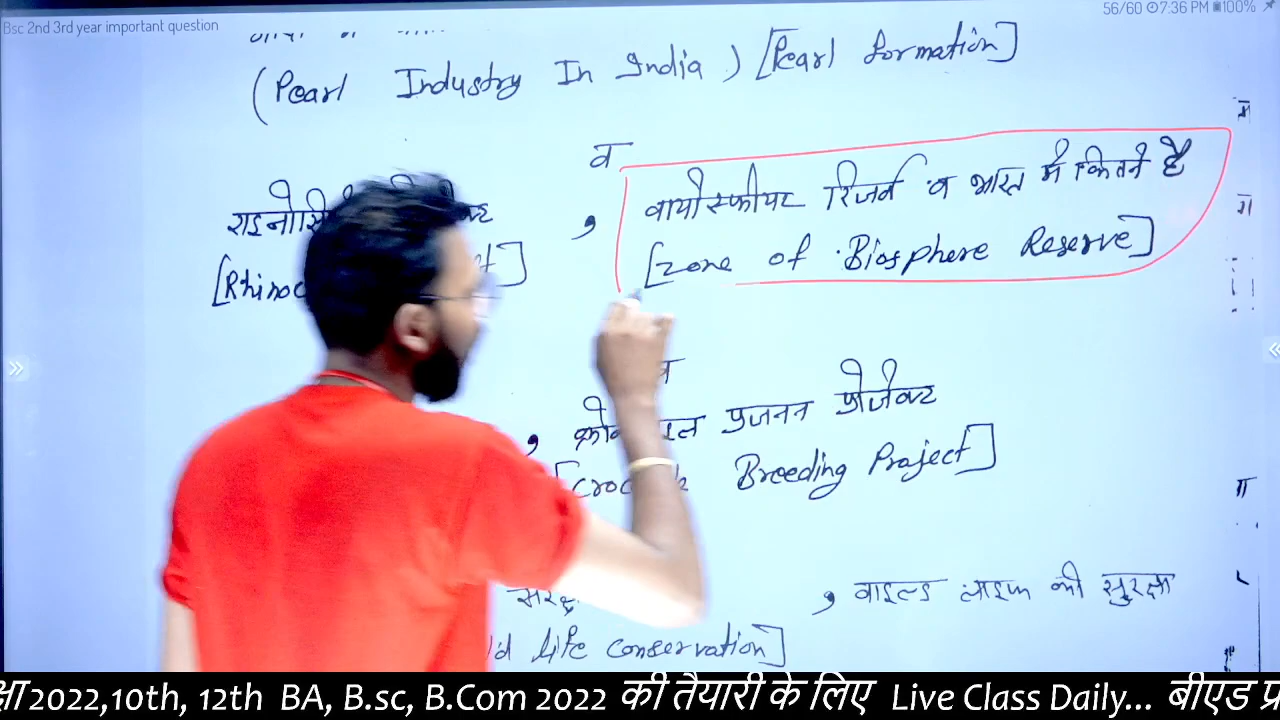 Bsc 2nd 3rd year important question
56/60 7:36 PM 100%
(Pearl Industry In India) [Pearl formation]
व
बायोस्फीयर रिजर्व व भारत में कितने है
[zone of Biosphere Reserve]
प्रजनन प्रोजेक्ट
Breeding Project]
, वाइल्ड लाइफ की सुरक्षा
life conservation]
2022,10th, 12th BA, B.sc, B.Com 2022 की तैयारी के लिए Live Class Daily... बीएड